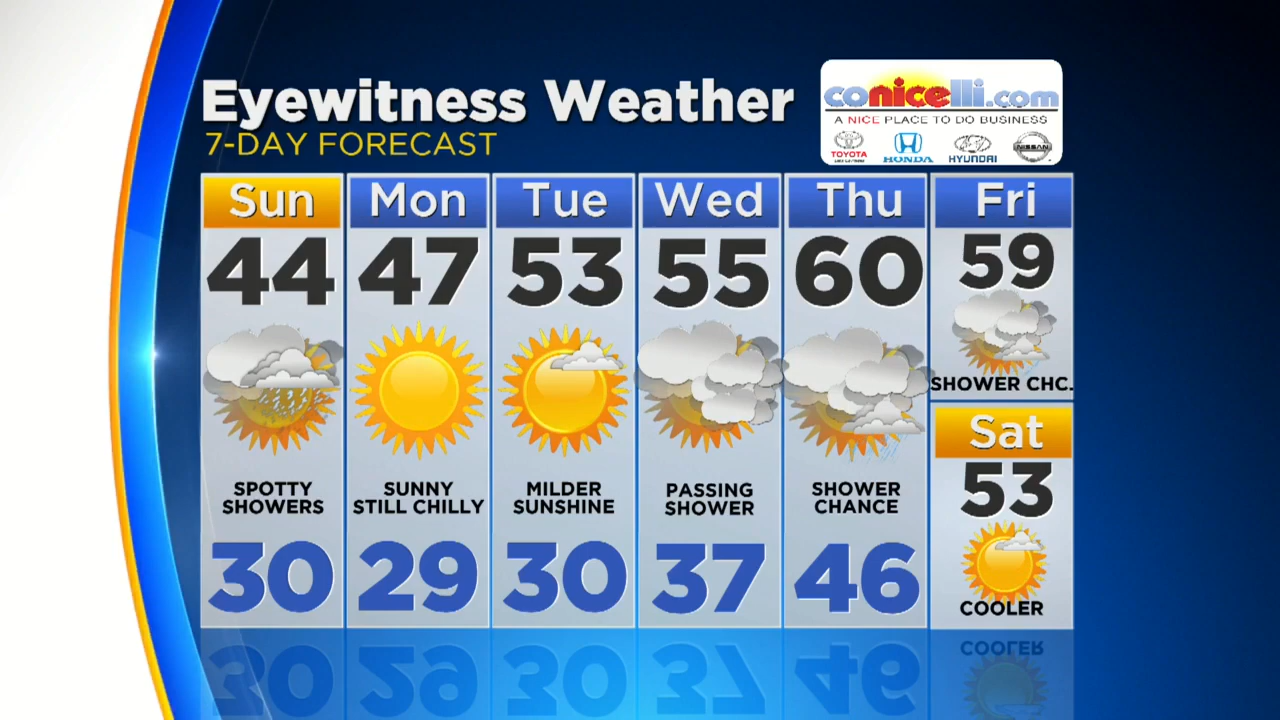 Eyewitness Weather
7-DAY FORECAST
conicelli.com
A NICE PLACE TO DO BUSINESS
TOYOTA
HONDA
HYUNDAI
NISSAN
Sun
44
SPOTTY
SHOWERS
30
Mon
47
SUNNY
STILL CHILLY
29
Tue
53
MILDER
SUNSHINE
30
Wed
55
PASSING
SHOWER
37
Thu
60
SHOWER
CHANCE
46
Fri
59
SHOWER CHC.
Sat
53
COOLER